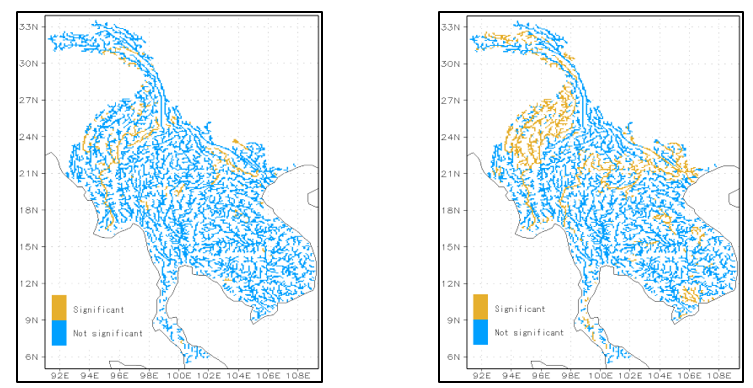 33N
30N
27N
24N
21N
18N
15N
12N
9N
6N
Significant
Not significant
92E 94E 96E 98E 100E 102E 104E 106E 108E
33N
30N
27N
24N
21N
18N
15N
12N
9N
6N
Significant
Not significant
92E 94E 96E 98E 100E 102E 104E 106E 108E